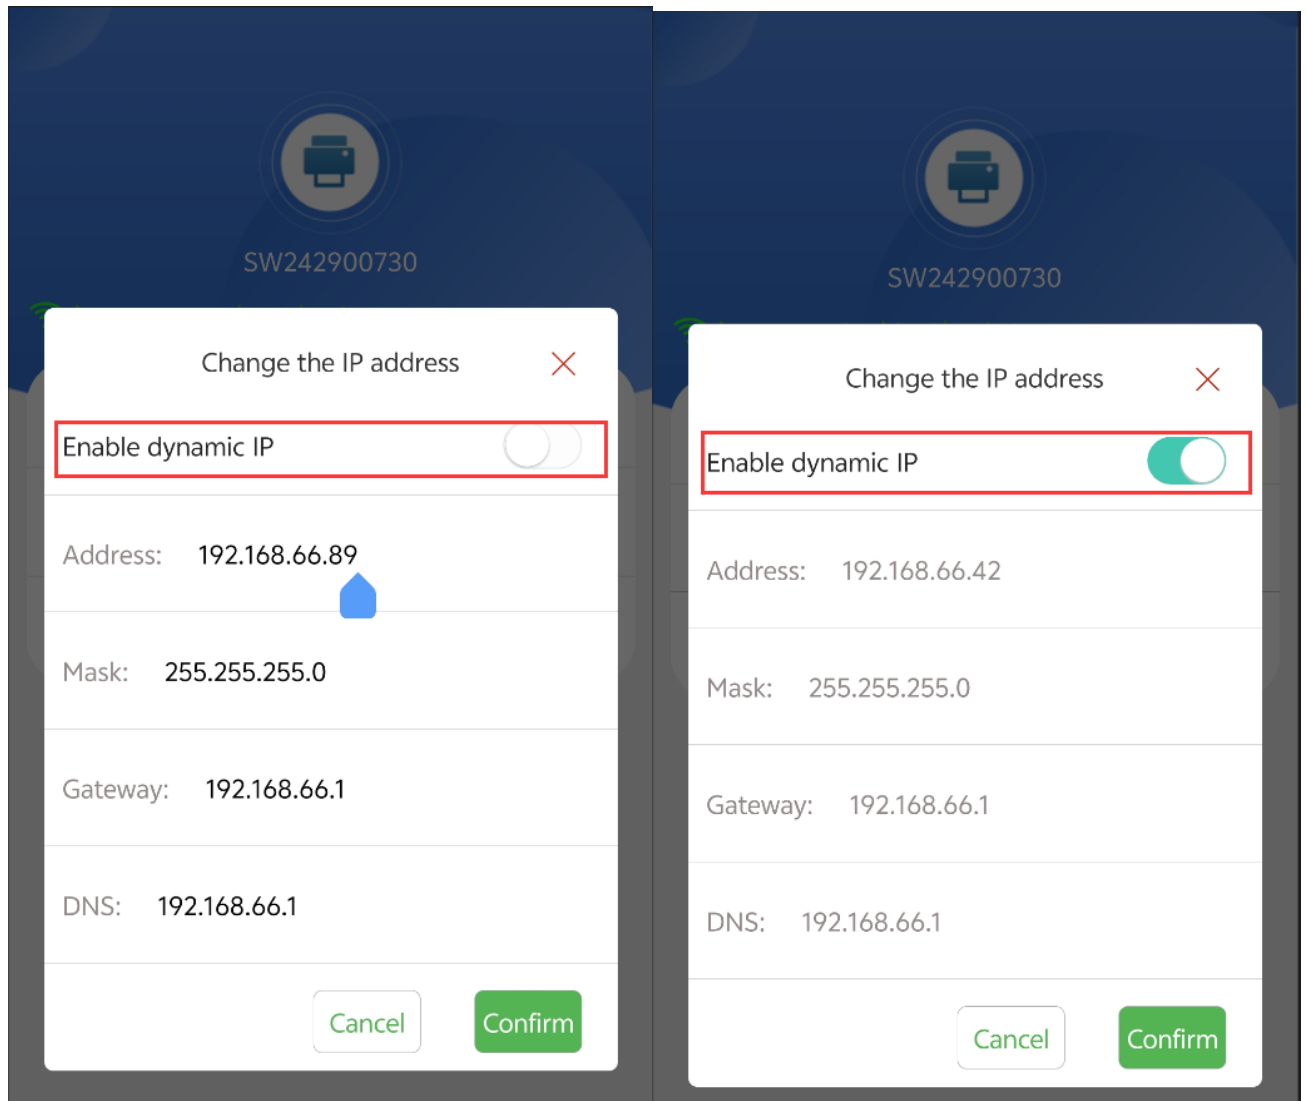 SW242900730
Change the IP address
Enable dynamic IP
Address: 192.168.66.89
Mask: 255.255.255.0
Gateway: 192.168.66.1
DNS: 192.168.66.1
Cancel Confirm
SW242900730
Change the IP address
Enable dynamic IP
Address: 192.168.66.42
Mask: 255.255.255.0
Gateway: 192.168.66.1
DNS: 192.168.66.1
Cancel Confirm